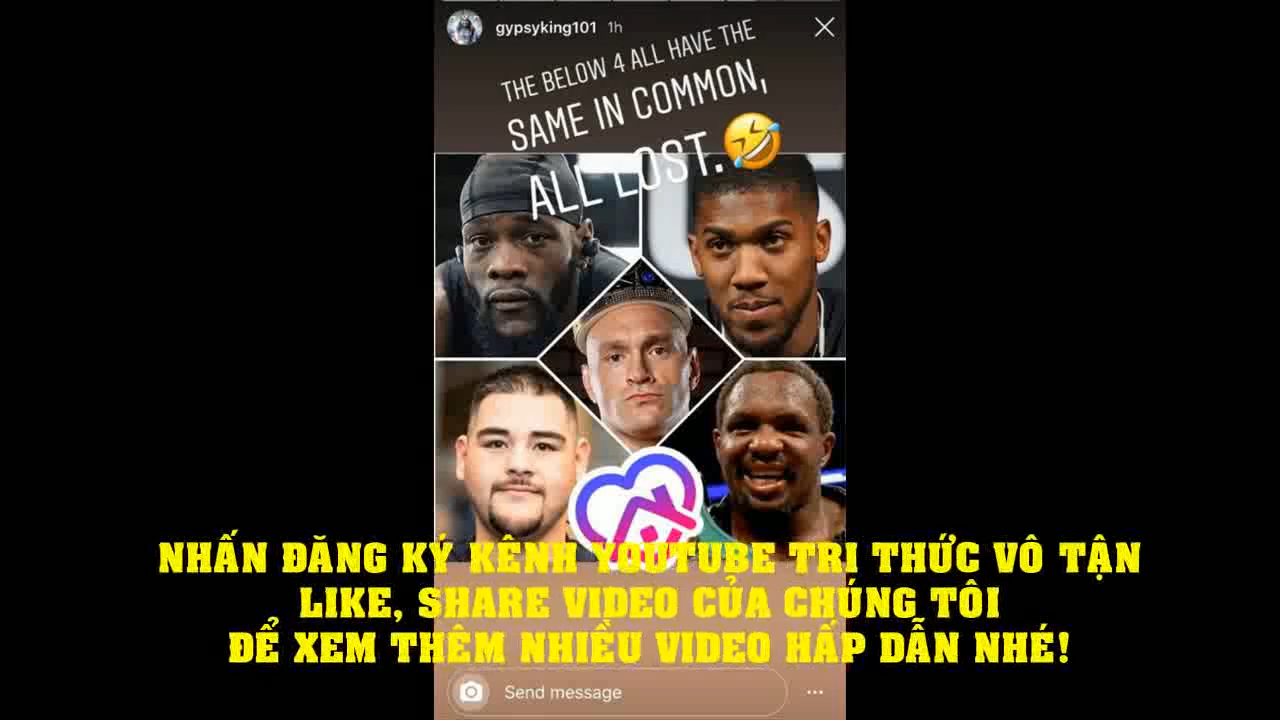 gypsyking101 1h
THE BELOW 4 ALL HAVE THE
SAME IN COMMON,
ALL LOST.🤣
NHẤN ĐĂNG KÝ KÊNH YOUTUBE TRI THỨC VÔ TẬN
LIKE, SHARE VIDEO CỦA CHÚNG TÔI
ĐỂ XEM THÊM NHIỀU VIDEO HẤP DẪN NHÉ!
Send message